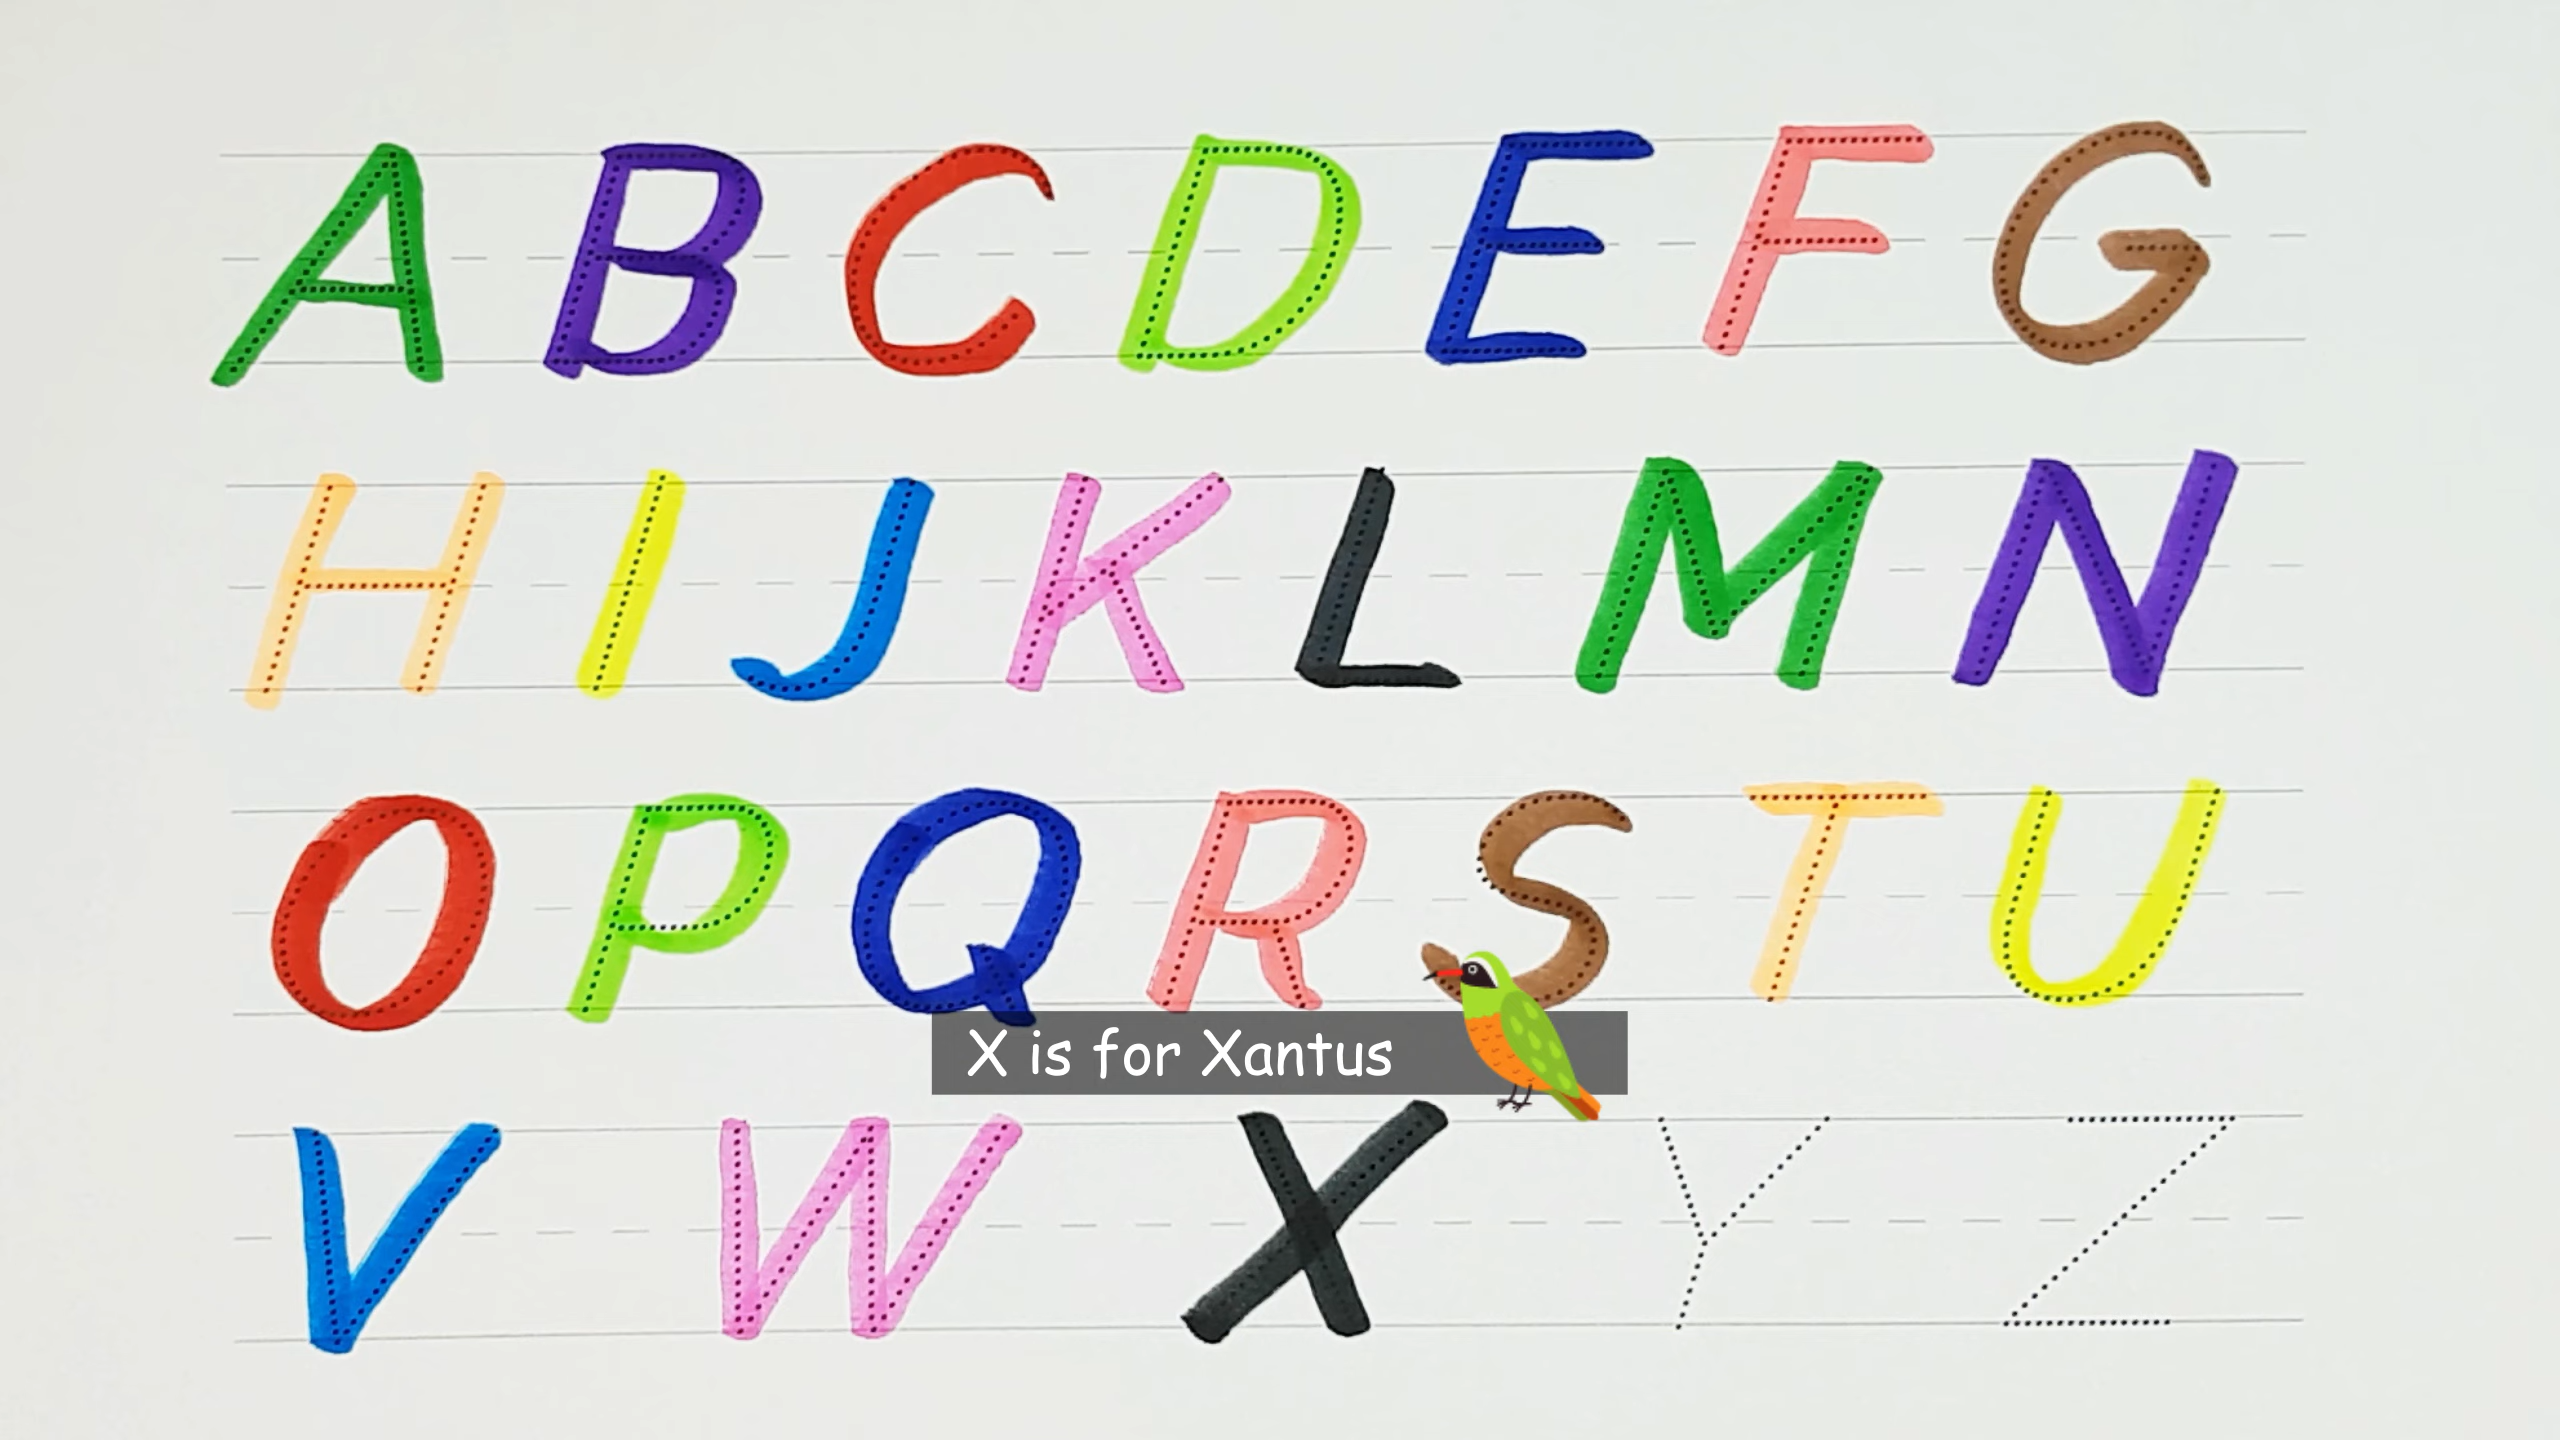 A B C D E F G
H I J K L M N
O P Q R S T U
X is for Xantus
V W X Y Z